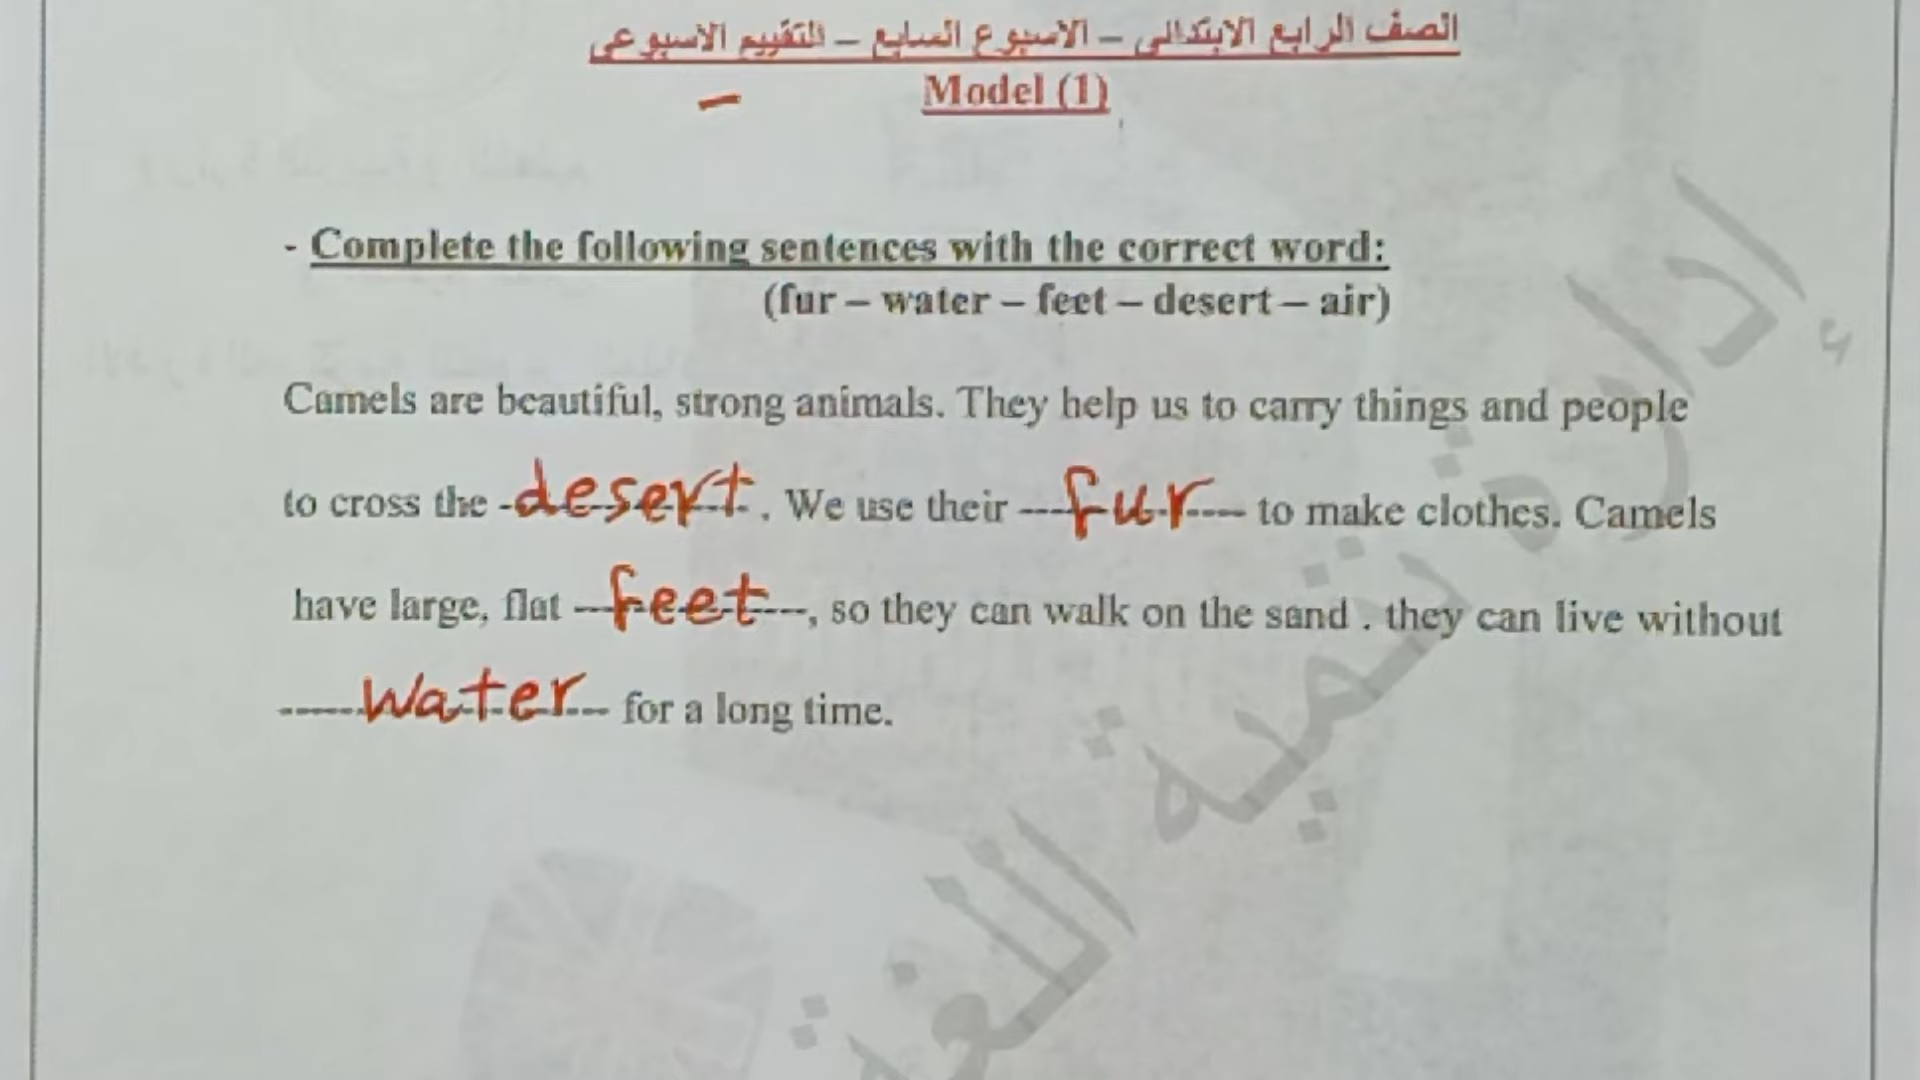 الصف الرابع الابتدائى – الاسبوع السابع – التقييم الاسبوعى
Model (1)
- Complete the following sentences with the correct word:
(fur – water – feet – desert – air)
Camels are beautiful, strong animals. They help us to carry things and people
to cross the -desert-. We use their ---fur--- to make clothes. Camels
have large, flat ---feet---, so they can walk on the sand . they can live without
-----water--- for a long time.
إدارة تنمية اللغة